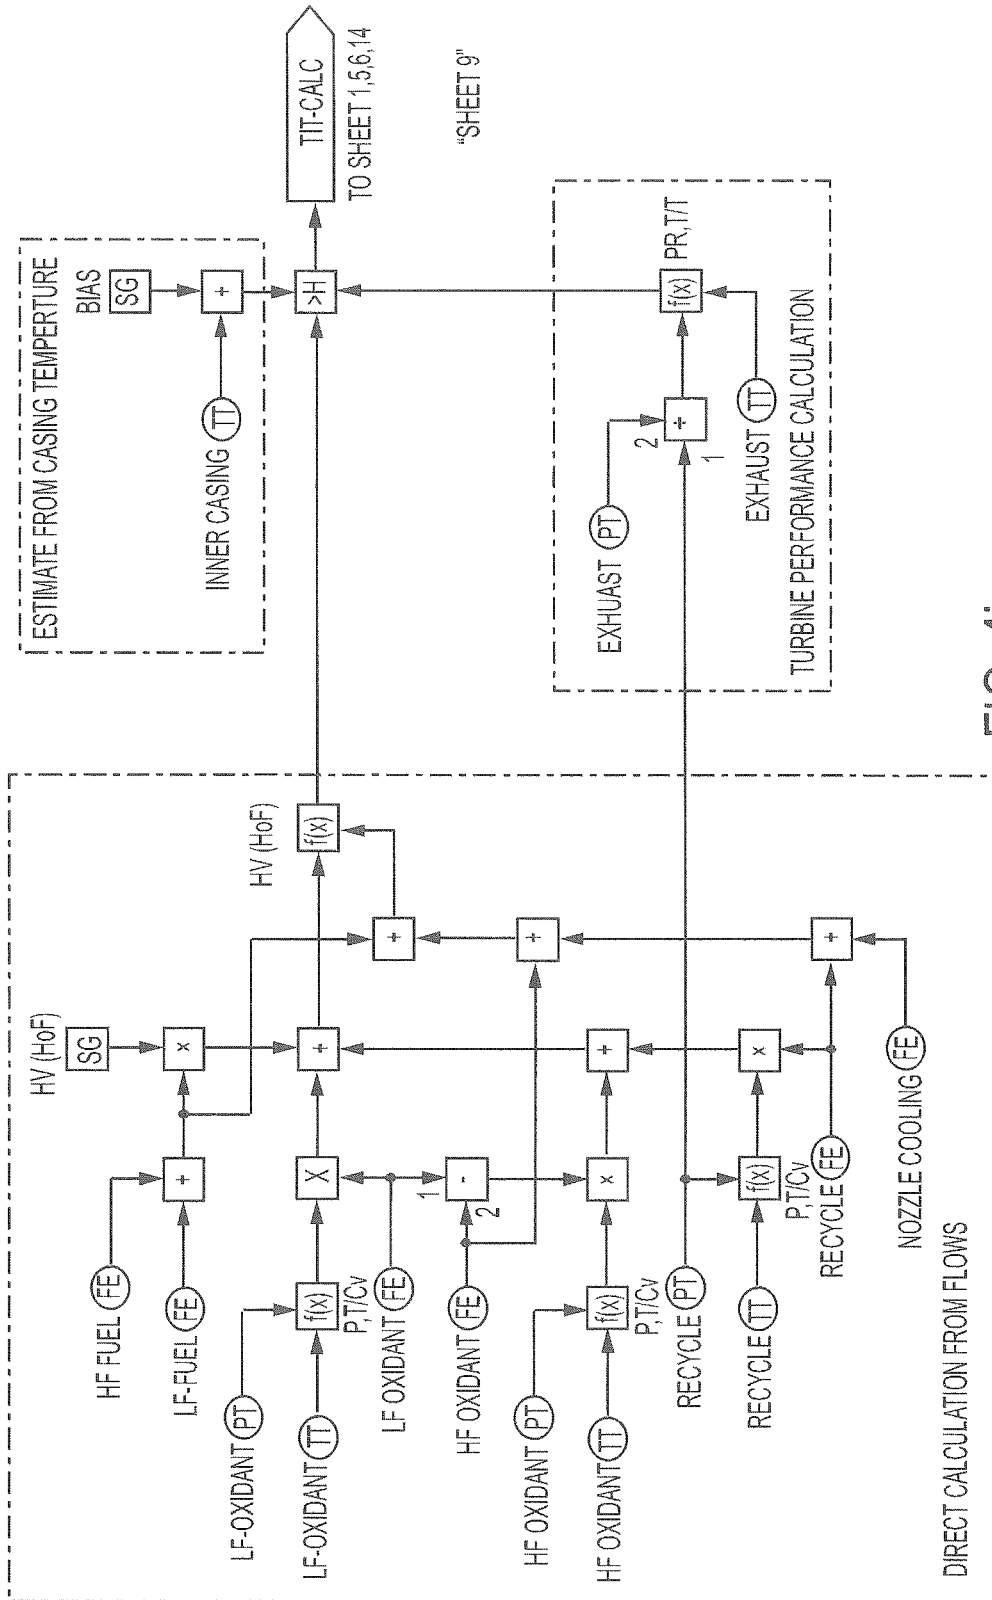 ESTIMATE FROM CASING TEMPERTURE
BIAS
SG
+
INNER CASING TT
>H
TIT-CALC
TO SHEET 1,5,6,14
"SHEET 9"
HV (HoF)
SG
x
HF FUEL FE
+
LF-FUEL FE
HV (HoF)
f(x)
LF-OXIDANT PT
LF-OXIDANT TT
f(x)
P,T/Cv
X
+
+
LF OXIDANT FE
1
-
2
HF OXIDANT FE
+
HF OXIDANT PT
HF OXIDANT TT
f(x)
P,T/Cv
x
+
RECYCLE PT
RECYCLE TT
f(x)
P,T/Cv
x
RECYCLE FE
+
NOZZLE COOLING FE
DIRECT CALCULATION FROM FLOWS
EXHUAST PT
2
÷
1
f(x)
PR,T/T
EXHAUST TT
TURBINE PERFORMANCE CALCULATION